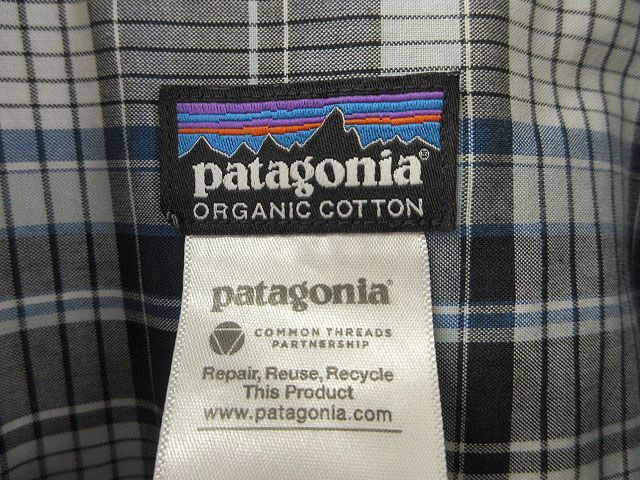 patagonia®
ORGANIC COTTON
patagonia®
COMMON THREADS
PARTNERSHIP
Repair, Reuse, Recycle
This Product
www.patagonia.com